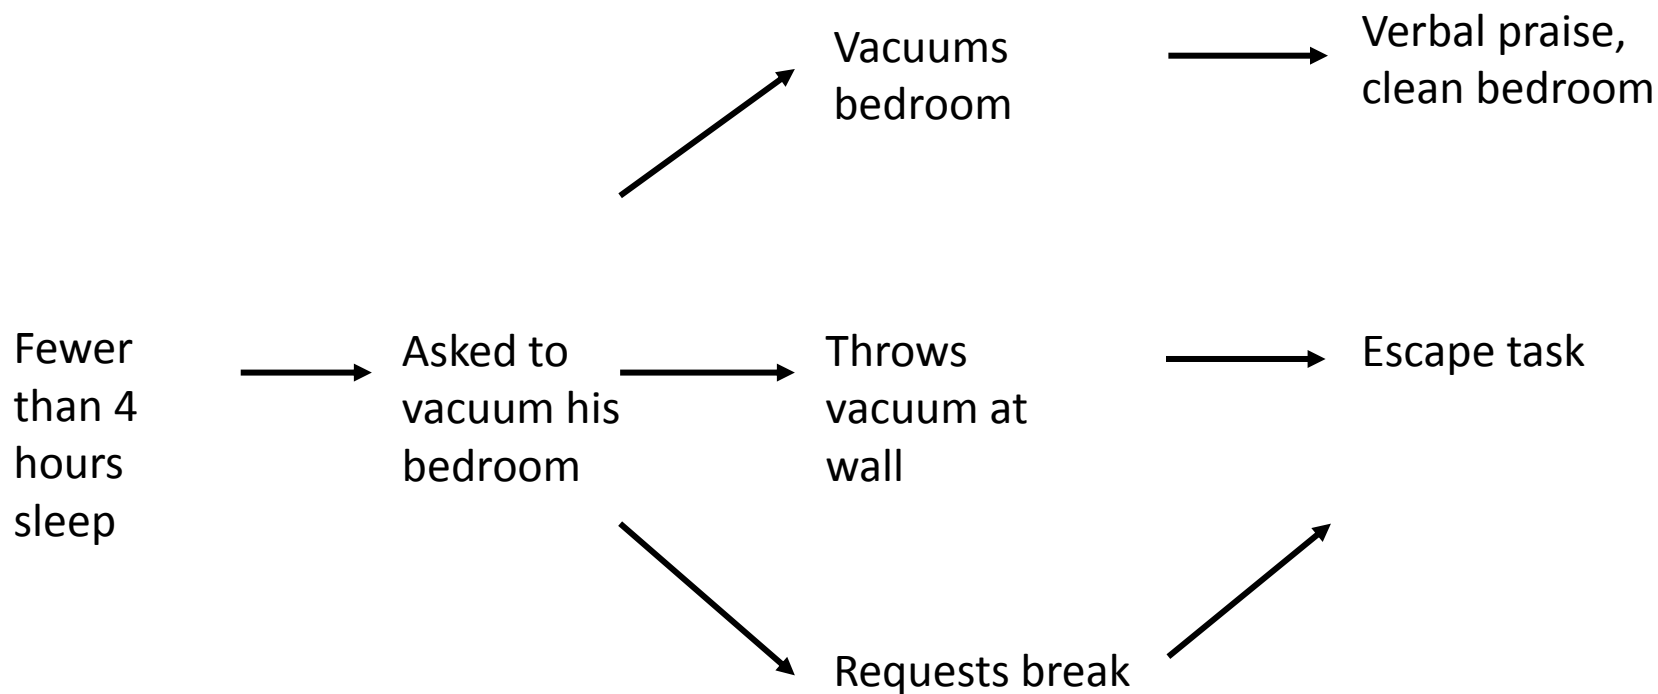 Vacuums
bedroom
Verbal praise,
clean bedroom
Fewer
than 4
hours
sleep
Asked to
vacuum his
bedroom
Throws
vacuum at
wall
Escape task
Requests break